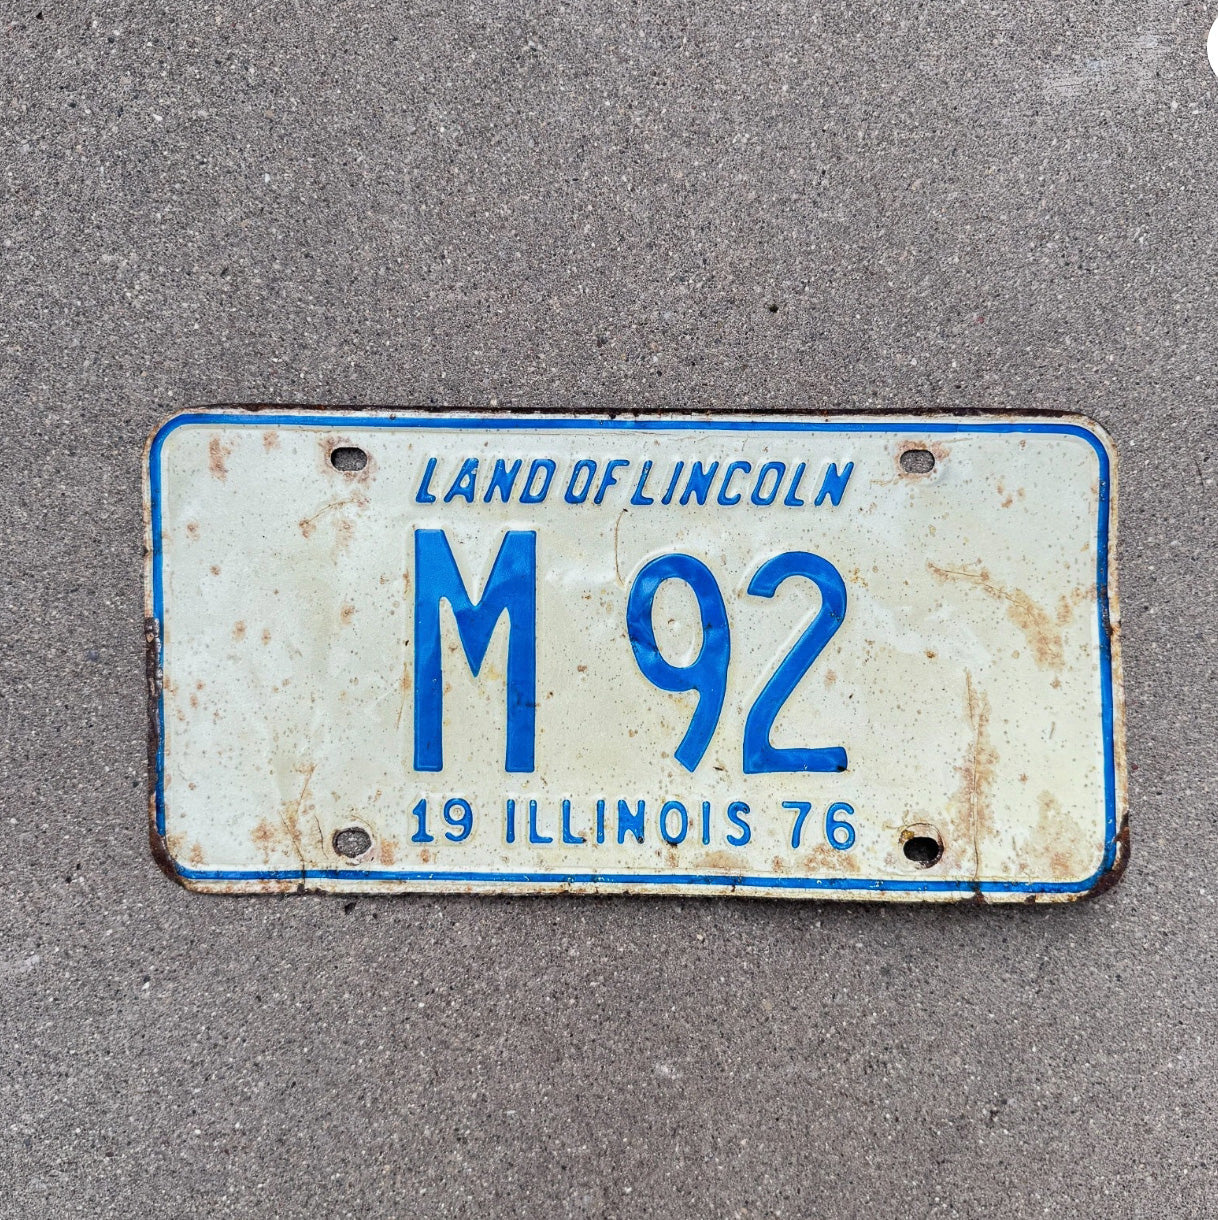 LAND OF LINCOLN
M 92
19 ILLINOIS 76